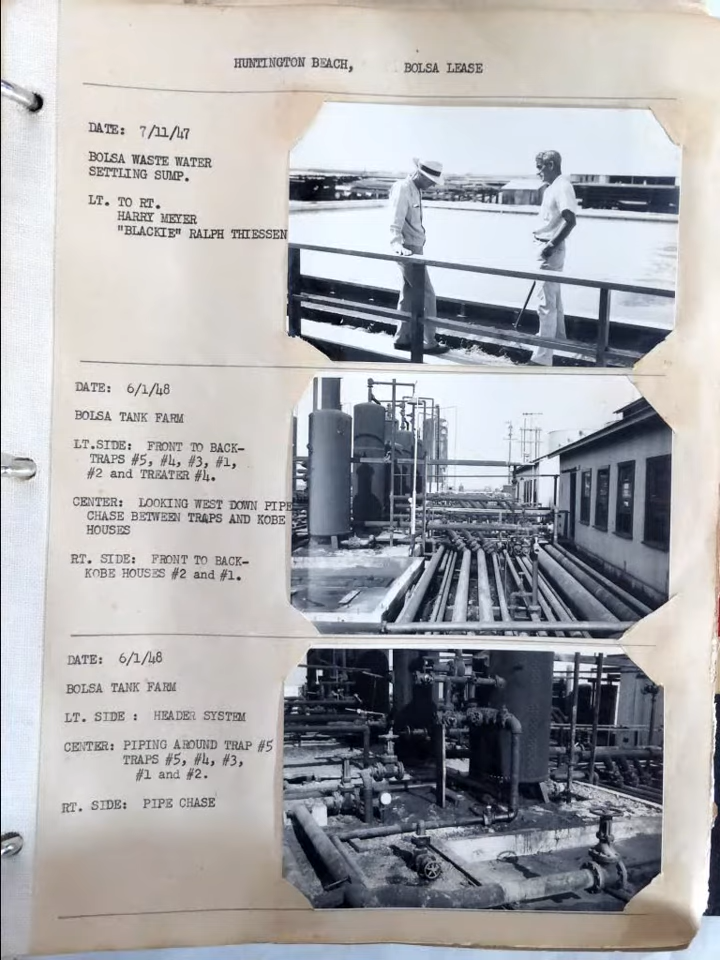 HUNTINGTON BEACH, BOLSA LEASE
DATE: 7/11/47
BOLSA WASTE WATER
SETTLING SUMP.
LT. TO RT.
HARRY MEYER
"BLACKIE" RALPH THIESSEN
DATE: 6/1/48
BOLSA TANK FARM
LT.SIDE: FRONT TO BACK-
TRAPS #5, #4, #3, #1,
#2 and TREATER #4.
CENTER: LOOKING WEST DOWN PIPE
CHASE BETWEEN TRAPS AND KOBE
HOUSES
RT. SIDE: FRONT TO BACK-
KOBE HOUSES #2 and #1.
DATE: 6/1/48
BOLSA TANK FARM
LT. SIDE : HEADER SYSTEM
CENTER: PIPING AROUND TRAP #5
TRAPS #5, #4, #3,
#1 and #2.
RT. SIDE: PIPE CHASE